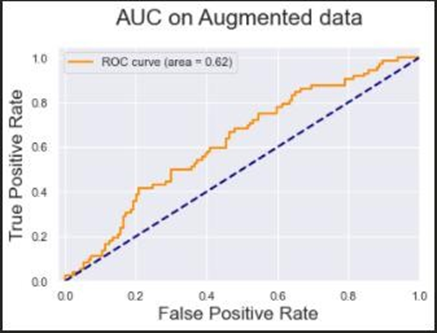 AUC on Augmented data
ROC curve (area = 0.62)
True Positive Rate
1.0
0.8
0.6
0.4
0.2
0.0
0.0 0.2 0.4 0.6 0.8 1.0
False Positive Rate